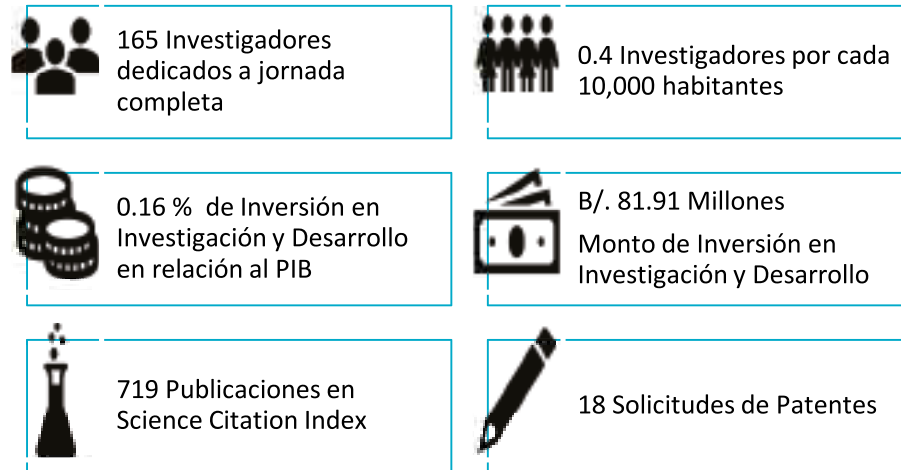 165 Investigadores
dedicados a jornada
completa
0.4 Investigadores por cada
10,000 habitantes
0.16 % de Inversión en
Investigación y Desarrollo
en relación al PIB
B/. 81.91 Millones
Monto de Inversión en
Investigación y Desarrollo
719 Publicaciones en
Science Citation Index
18 Solicitudes de Patentes